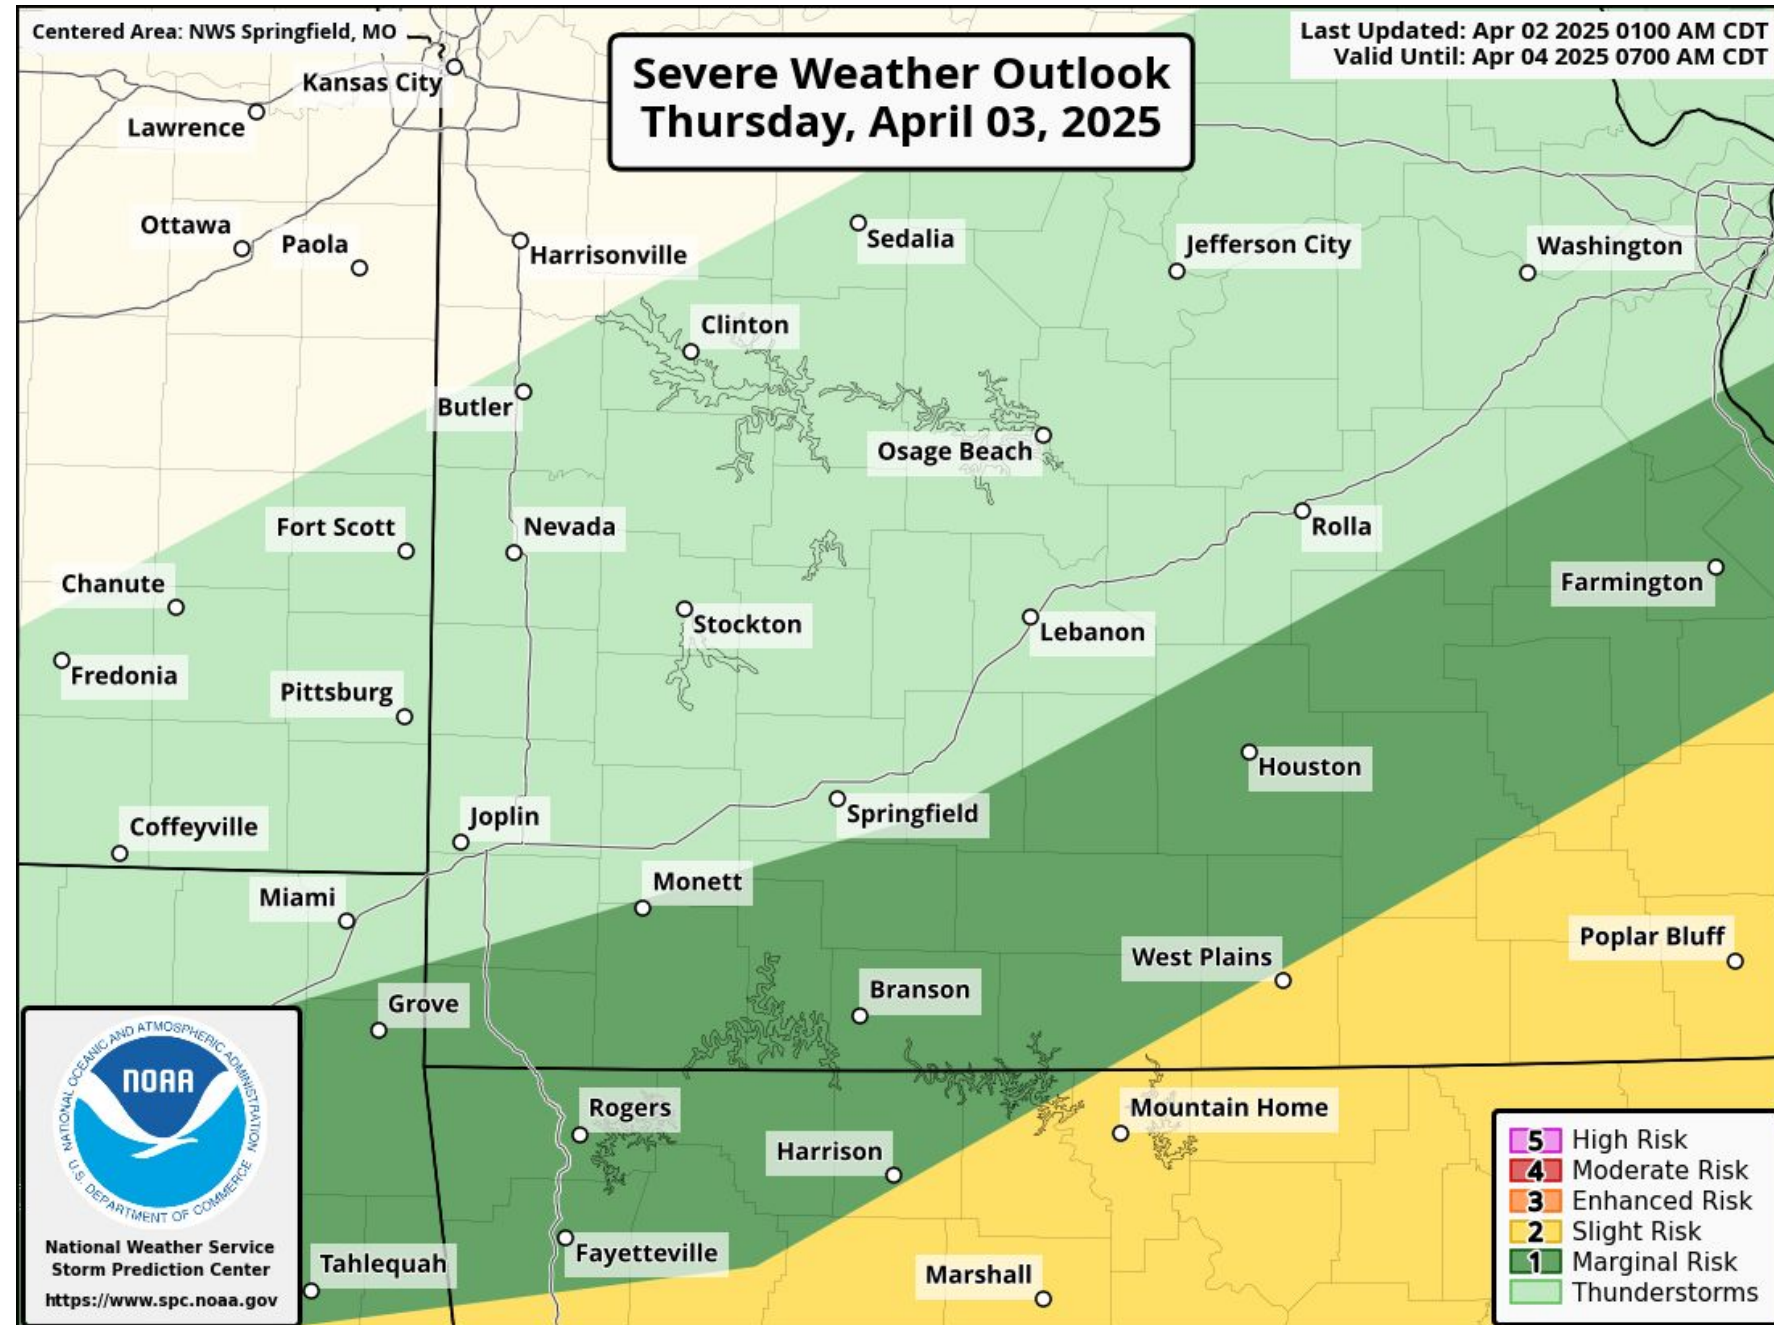 Centered Area: NWS Springfield, MO
Last Updated: Apr 02 2025 0100 AM CDT
Valid Until: Apr 04 2025 0700 AM CDT
Severe Weather Outlook
Thursday, April 03, 2025
Kansas City
Lawrence
Ottawa
Paola
Harrisonville
Sedalia
Jefferson City
Washington
Clinton
Butler
Osage Beach
Fort Scott
Nevada
Rolla
Chanute
Farmington
Stockton
Lebanon
Fredonia
Pittsburg
Houston
Coffeyville
Joplin
Springfield
Miami
Monett
Poplar Bluff
West Plains
Branson
Grove
Rogers
Mountain Home
Harrison
Fayetteville
Tahlequah
Marshall
NATIONAL OCEANIC AND ATMOSPHERIC ADMINISTRATION
NOAA
U.S. DEPARTMENT OF COMMERCE
National Weather Service
Storm Prediction Center
https://www.spc.noaa.gov
5 High Risk
4 Moderate Risk
3 Enhanced Risk
2 Slight Risk
1 Marginal Risk
Thunderstorms